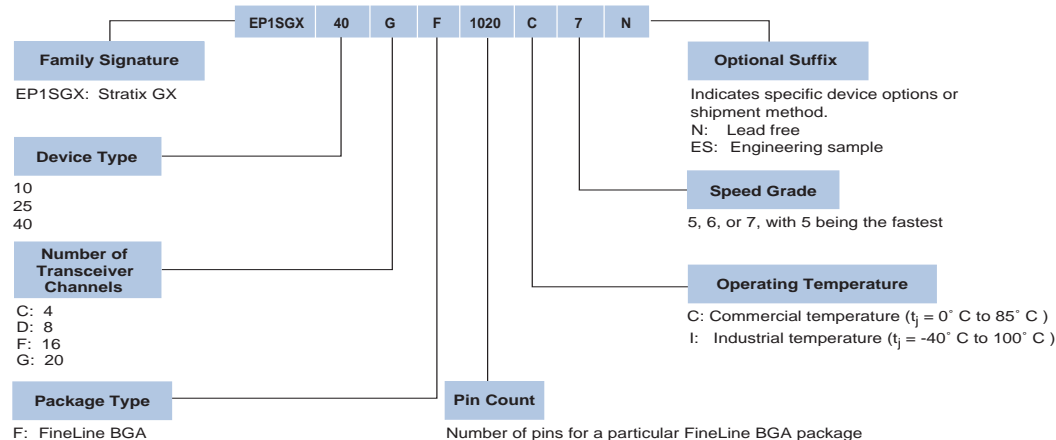 EP1SGX 40 G F 1020 C 7 N
Family Signature
EP1SGX: Stratix GX
Device Type
10
25
40
Number of
Transceiver
Channels
C: 4
D: 8
F: 16
G: 20
Package Type
F: FineLine BGA
Pin Count
Number of pins for a particular FineLine BGA package
Optional Suffix
Indicates specific device options or
shipment method.
N: Lead free
ES: Engineering sample
Speed Grade
5, 6, or 7, with 5 being the fastest
Operating Temperature
C: Commercial temperature (tj = 0˚ C to 85˚ C )
I: Industrial temperature (tj = -40˚ C to 100˚ C )